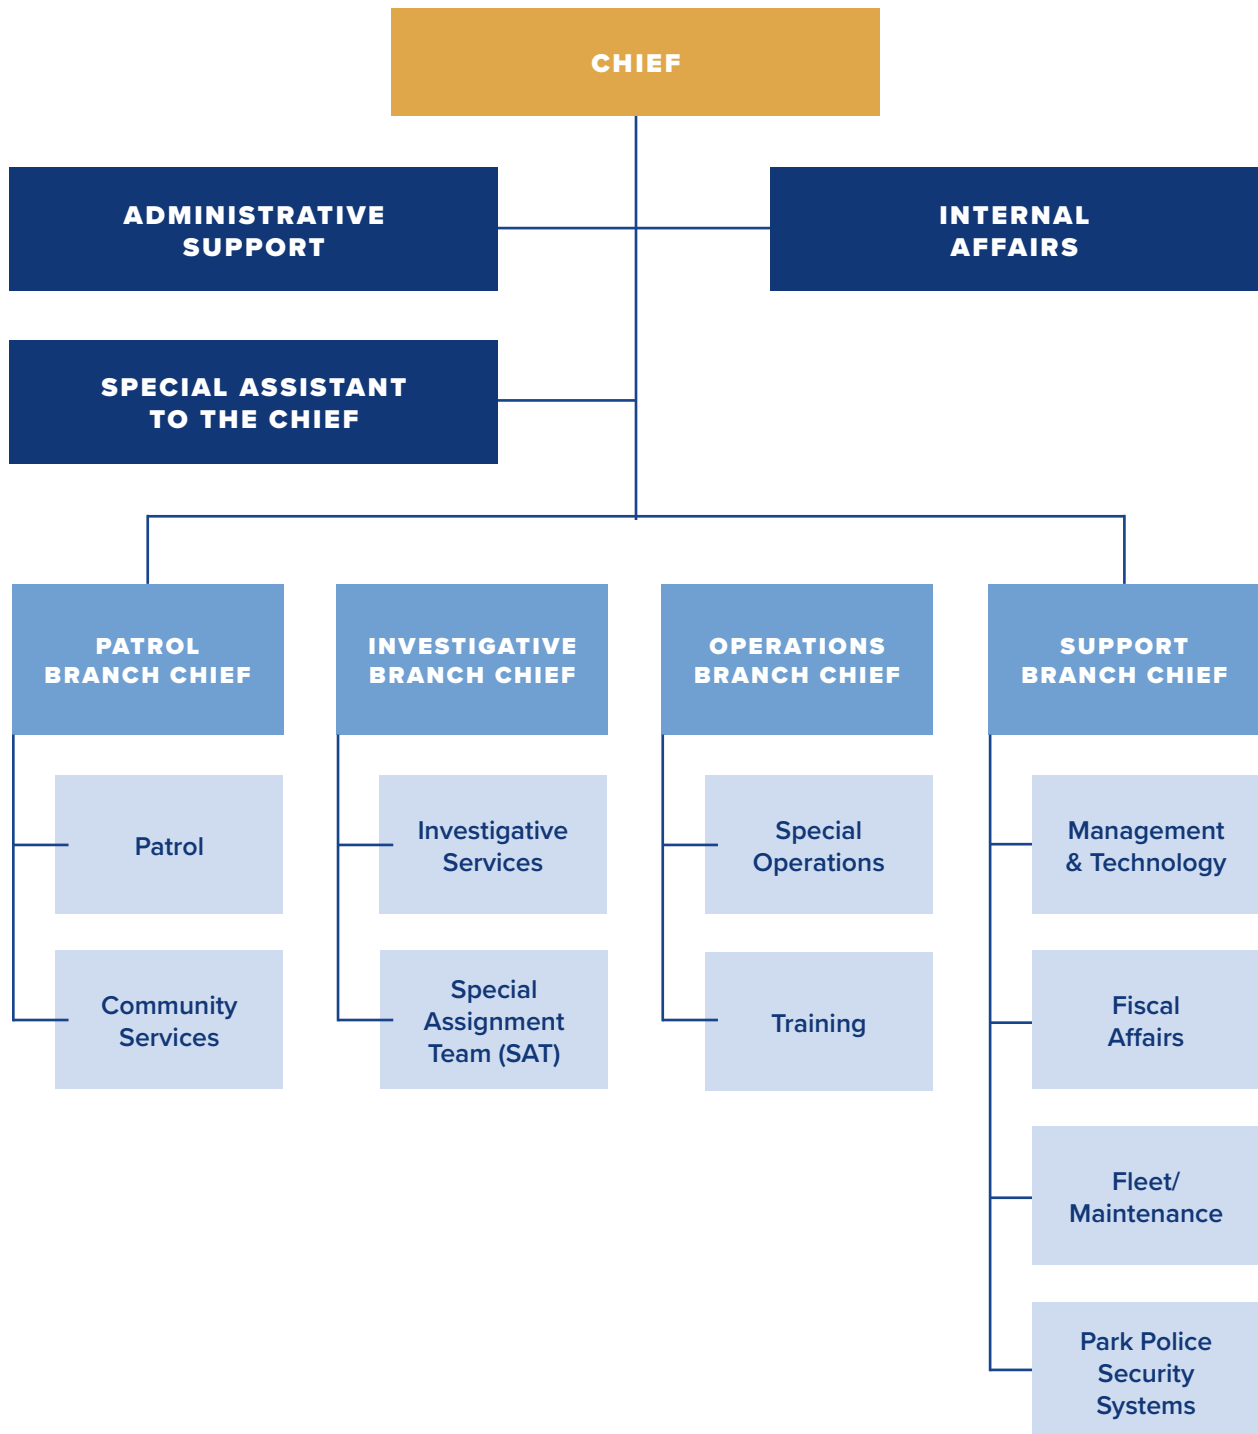 CHIEF
ADMINISTRATIVE
SUPPORT
INTERNAL
AFFAIRS
SPECIAL ASSISTANT
TO THE CHIEF
PATROL
BRANCH CHIEF
INVESTIGATIVE
BRANCH CHIEF
OPERATIONS
BRANCH CHIEF
SUPPORT
BRANCH CHIEF
Patrol
Investigative
Services
Special
Operations
Management
& Technology
Community
Services
Special
Assignment
Team (SAT)
Training
Fiscal
Affairs
Fleet/
Maintenance
Park Police
Security
Systems